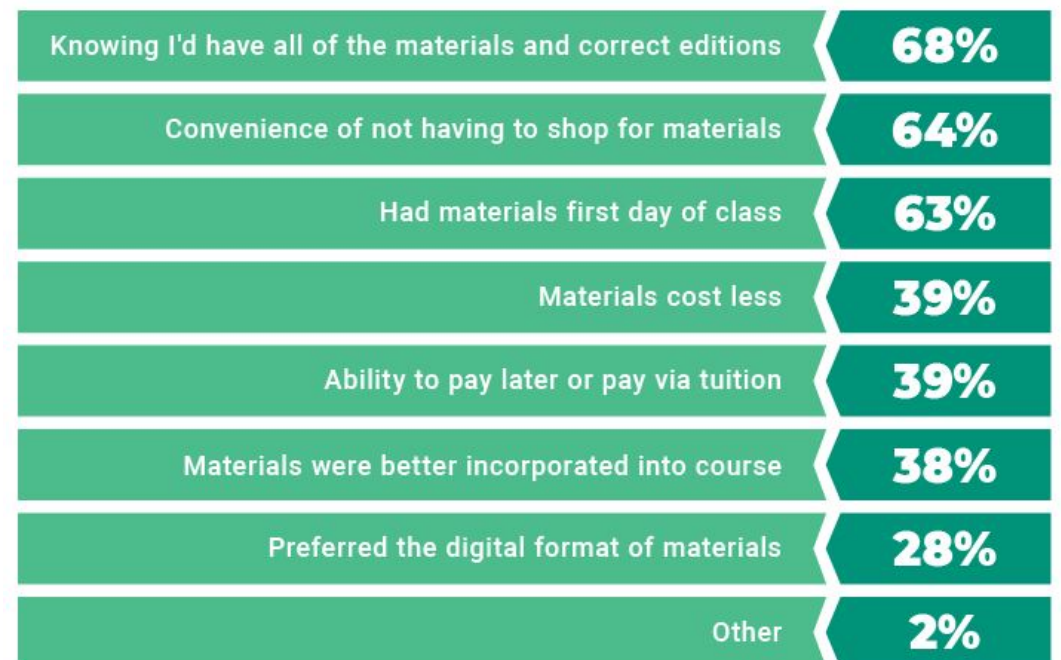 Knowing I'd have all of the materials and correct editions 68%
Convenience of not having to shop for materials 64%
Had materials first day of class 63%
Materials cost less 39%
Ability to pay later or pay via tuition 39%
Materials were better incorporated into course 38%
Preferred the digital format of materials 28%
Other 2%